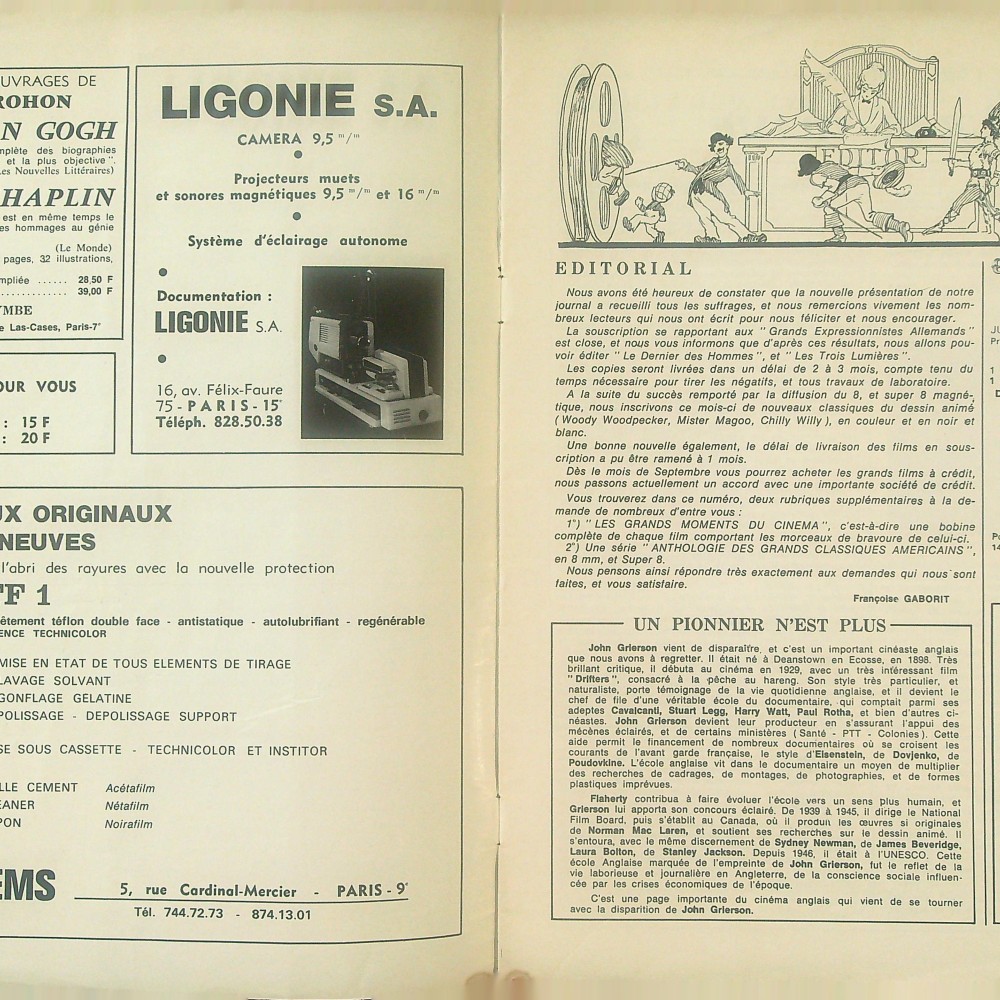 UVRAGES DE
ROHON
N GOGH
mplète des biographies
et la plus objective".
Les Nouvelles Littéraires)
HAPLIN
est en même temps le
es hommages au génie
(Le Monde)
pages, 32 illustrations,
mpliée ...... 28,50 F
.............. 39,00 F
YMBE
e Las-Cases, Paris-7e
OUR VOUS
: 15 F
: 20 F
LIGONIE S.A.
CAMERA 9,5 m/m
Projecteurs muets
et sonores magnétiques 9,5 m/m et 16 m/m
Système d'éclairage autonome
Documentation :
LIGONIE S.A.
16, av. Félix-Faure
75 - PARIS - 15e
Téléph. 828.50.38
UX ORIGINAUX
NEUVES
l'abri des rayures avec la nouvelle protection
TF 1
êtement téflon double face - antistatique - autolubrifiant - regénérable
ENCE TECHNICOLOR
MISE EN ETAT DE TOUS ELEMENTS DE TIRAGE
LAVAGE SOLVANT
GONFLAGE GELATINE
POLISSAGE - DEPOLISSAGE SUPPORT
SE SOUS CASSETTE - TECHNICOLOR ET INSTITOR
LLE CEMENT Acétafilm
EANER Nétafilm
PON Noirafilm
EMS 5, rue Cardinal-Mercier - PARIS - 9e
Tél. 744.72.73 - 874.13.01
EDITOR
EDITORIAL
Nous avons été heureux de constater que la nouvelle présentation de notre
journal a recueilli tous les suffrages, et nous remercions vivement les nom-
breux lecteurs qui nous ont écrit pour nous féliciter et nous encourager.
La souscription se rapportant aux "Grands Expressionnistes Allemands"
est close, et nous vous informons que d'après ces résultats, nous allons pou-
voir éditer "Le Dernier des Hommes", et "Les Trois Lumières".
Les copies seront livrées dans un délai de 2 à 3 mois, compte tenu du
temps nécessaire pour tirer les négatifs, et tous travaux de laboratoire.
A la suite du succès remporté par la diffusion du 8, et super 8 magné-
tique, nous inscrivons ce mois-ci de nouveaux classiques du dessin animé
(Woody Woodpecker, Mister Magoo, Chilly Willy), en couleur et en noir et
blanc.
Une bonne nouvelle également, le délai de livraison des films en sous-
cription a pu être ramené à 1 mois.
Dès le mois de Septembre vous pourrez acheter les grands films à crédit,
nous passons actuellement un accord avec une importante société de crédit.
Vous trouverez dans ce numéro, deux rubriques supplémentaires à la de-
mande de nombreux d'entre vous :
1°) "LES GRANDS MOMENTS DU CINEMA", c'est-à-dire une bobine
complète de chaque film comportant les morceaux de bravoure de celui-ci.
2°) Une série "ANTHOLOGIE DES GRANDS CLASSIQUES AMERICAINS",
en 8 mm, et Super 8.
Nous pensons ainsi répondre très exactement aux demandes qui nous sont
faites, et vous satisfaire.
Françoise GABORIT
UN PIONNIER N'EST PLUS
John Grierson vient de disparaître, et c'est un important cinéaste anglais
que nous avons à regretter. Il était né à Deanstown en Ecosse, en 1898. Très
brillant critique, il débuta au cinéma en 1929, avec un très intéressant film
"Drifters", consacré à la pêche au hareng. Son style très particulier, et
naturaliste, porte témoignage de la vie quotidienne anglaise, et il devient le
chef de file d'une véritable école du documentaire, qui comptait parmi ses
adeptes Cavalcanti, Stuart Legg, Harry Watt, Paul Rotha, et bien d'autres ci-
néastes. John Grierson devient leur producteur en s'assurant l'appui des
mécènes éclairés, et de certains ministères (Santé - PTT - Colonies). Cette
aide permit le financement de nombreux documentaires où se croisent les
courants de l'avant garde française, le style d'Eisenstein, de Dovjenko, de
Poudovkine. L'école anglaise vit dans le documentaire un moyen de multiplier
des recherches de cadrages, de montages, de photographies, et de formes
plastiques imprévues.
Flaherty contribua à faire évoluer l'école vers un sens plus humain, et
Grierson lui apporta son concours éclairé. De 1939 à 1945, il dirige le National
Film Board, puis s'établit au Canada, où il produit les œuvres si originales
de Norman Mac Laren, et soutient ses recherches sur le dessin animé. Il
s'entoura, avec le même discernement de Sydney Newman, de James Beveridge,
Laura Bolton, de Stanley Jackson. Depuis 1946, il était à l'UNESCO. Cette
école Anglaise marquée de l'empreinte de John Grierson, fut le reflet de la
vie laborieuse et journalière en Angleterre, de la conscience sociale influen-
cée par les crises économiques de l'époque.
C'est une page importante du cinéma anglais qui vient de se tourner
avec la disparition de John Grierson.